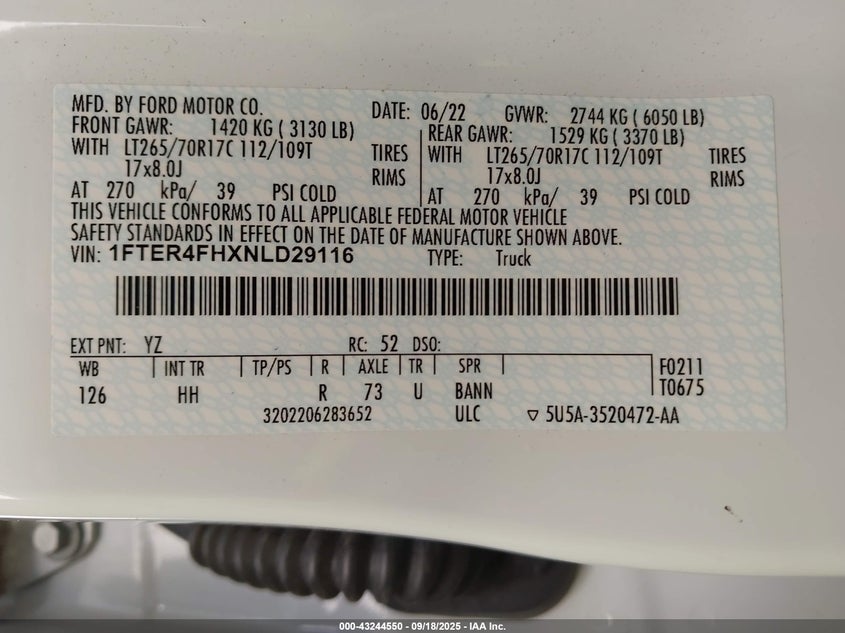 MFD. BY FORD MOTOR CO. DATE: 06/22 GVWR: 2744 KG ( 6050 LB)
FRONT GAWR: 1420 KG ( 3130 LB) REAR GAWR: 1529 KG ( 3370 LB)
WITH LT265/70R17C 112/109T TIRES WITH LT265/70R17C 112/109T TIRES
17x8.0J RIMS 17x8.0J RIMS
AT 270 kPa/ 39 PSI COLD AT 270 kPa/ 39 PSI COLD
THIS VEHICLE CONFORMS TO ALL APPLICABLE FEDERAL MOTOR VEHICLE
SAFETY STANDARDS IN EFFECT ON THE DATE OF MANUFACTURE SHOWN ABOVE.
VIN: 1FTER4FHXNLD29116 TYPE: Truck
EXT PNT: YZ RC: 52 DSO:
WB INT TR TP/PS R AXLE TR SPR F0211
126 HH R 73 U BANN T0675
3202206283652 ULC ▽ 5U5A-3520472-AA
000-43244550 - 09/18/2025 - IAA Inc.